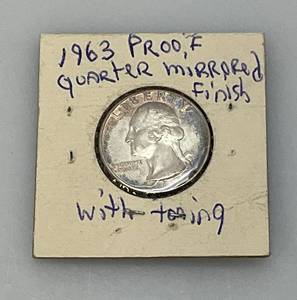 1963 PROOF
QUARTER MIRRORED
Finish
LIBERTY
with toning